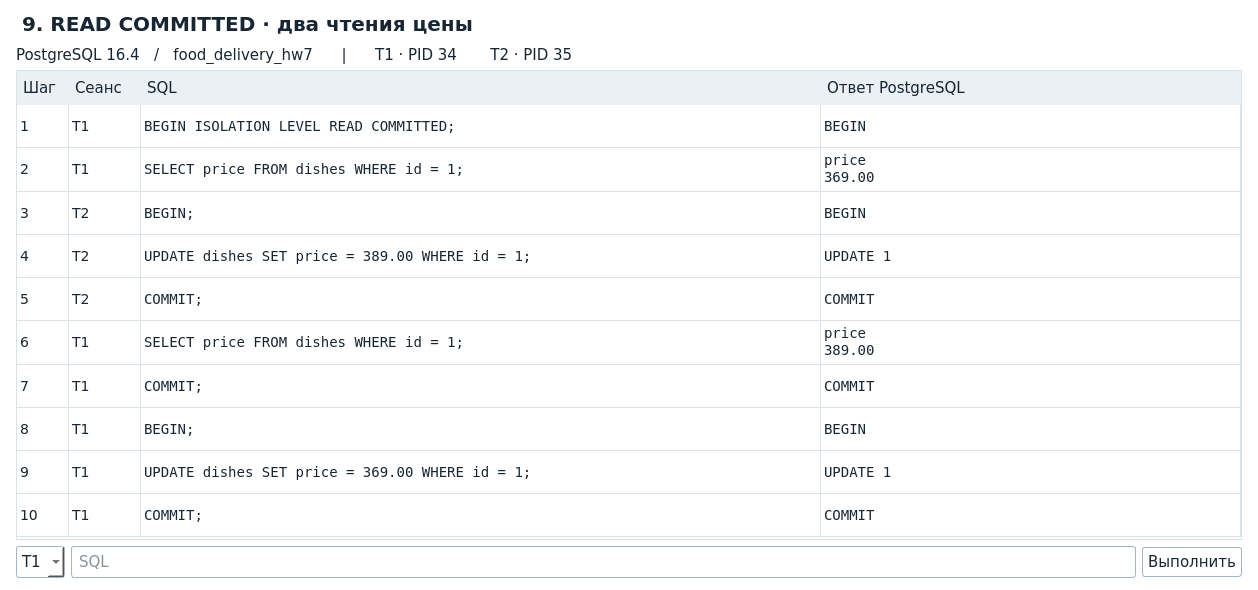 9. READ COMMITTED · два чтения цены
PostgreSQL 16.4 / food_delivery_hw7 | T1 · PID 34 T2 · PID 35
Шаг Сеанс SQL Ответ PostgreSQL
1 T1 BEGIN ISOLATION LEVEL READ COMMITTED; BEGIN
2 T1 SELECT price FROM dishes WHERE id = 1; price
369.00
3 T2 BEGIN; BEGIN
4 T2 UPDATE dishes SET price = 389.00 WHERE id = 1; UPDATE 1
5 T2 COMMIT; COMMIT
6 T1 SELECT price FROM dishes WHERE id = 1; price
389.00
7 T1 COMMIT; COMMIT
8 T1 BEGIN; BEGIN
9 T1 UPDATE dishes SET price = 369.00 WHERE id = 1; UPDATE 1
10 T1 COMMIT; COMMIT
T1 SQL Выполнить